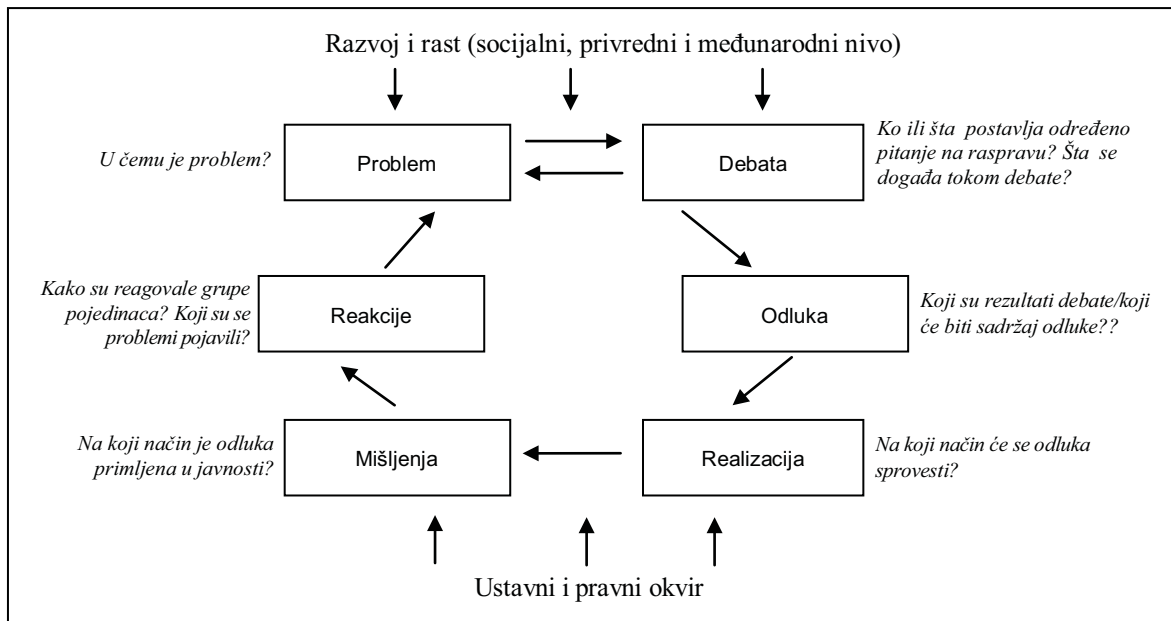 Razvoj i rast (socijalni, privredni i međunarodni nivo)
U čemu je problem?
Problem
Debata
Ko ili šta  postavlja određeno
pitanje na raspravu? Šta  se
događa tokom debate?
Kako su reagovale grupe
pojedinaca? Koji su se
problemi pojavili?
Reakcije
Odluka
Koji su rezultati debate/koji
će biti sadržaj odluke??
Na koji način je odluka
primljena u javnosti?
Mišljenja
Realizacija
Na koji način će se odluka
sprovesti?
Ustavni i pravni okvir